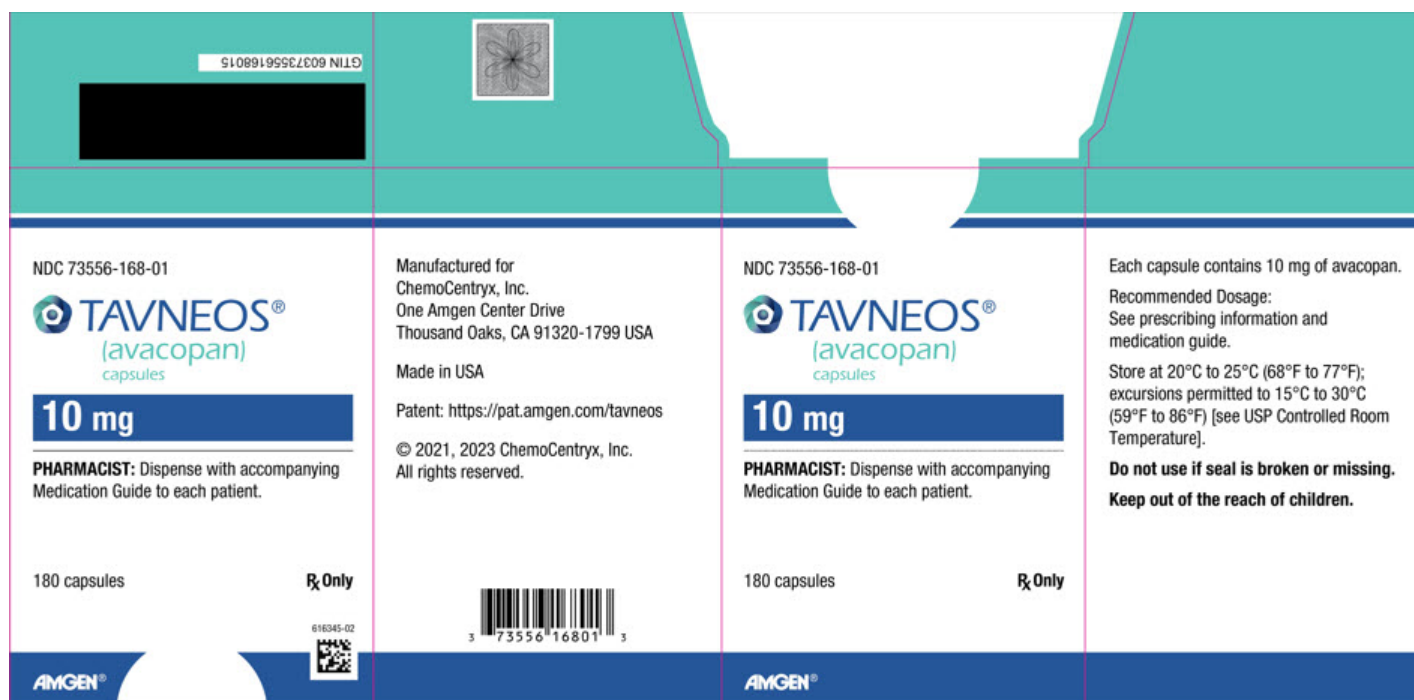 GTIN 60373556168015
NDC 73556-168-01
TAVNEOS®
(avacopan)
capsules
10 mg
PHARMACIST: Dispense with accompanying
Medication Guide to each patient.
180 capsules
Rx Only
616345-02
AMGEN®
Manufactured for
ChemoCentryx, Inc.
One Amgen Center Drive
Thousand Oaks, CA 91320-1799 USA
Made in USA
Patent: https://pat.amgen.com/tavneos
© 2021, 2023 ChemoCentryx, Inc.
All rights reserved.
3 73556 16801 3
NDC 73556-168-01
TAVNEOS®
(avacopan)
capsules
10 mg
PHARMACIST: Dispense with accompanying
Medication Guide to each patient.
180 capsules
Rx Only
AMGEN®
Each capsule contains 10 mg of avacopan.
Recommended Dosage:
See prescribing information and
medication guide.
Store at 20°C to 25°C (68°F to 77°F);
excursions permitted to 15°C to 30°C
(59°F to 86°F) [see USP Controlled Room
Temperature].
Do not use if seal is broken or missing.
Keep out of the reach of children.